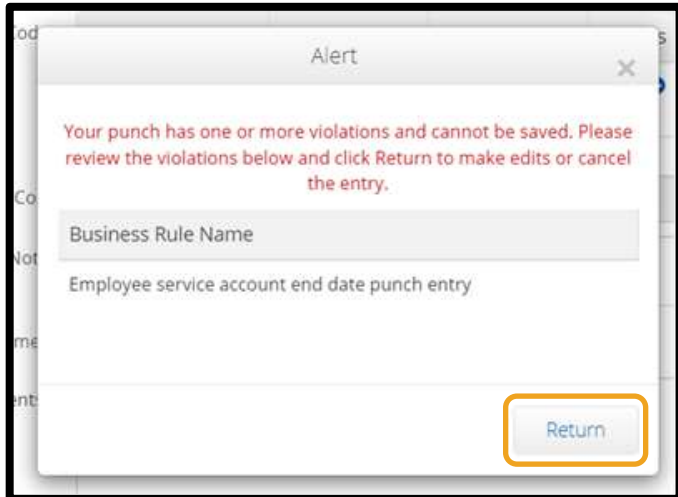 Alert
Your punch has one or more violations and cannot be saved. Please
review the violations below and click Return to make edits or cancel
the entry.
Business Rule Name
Employee service account end date punch entry
Return